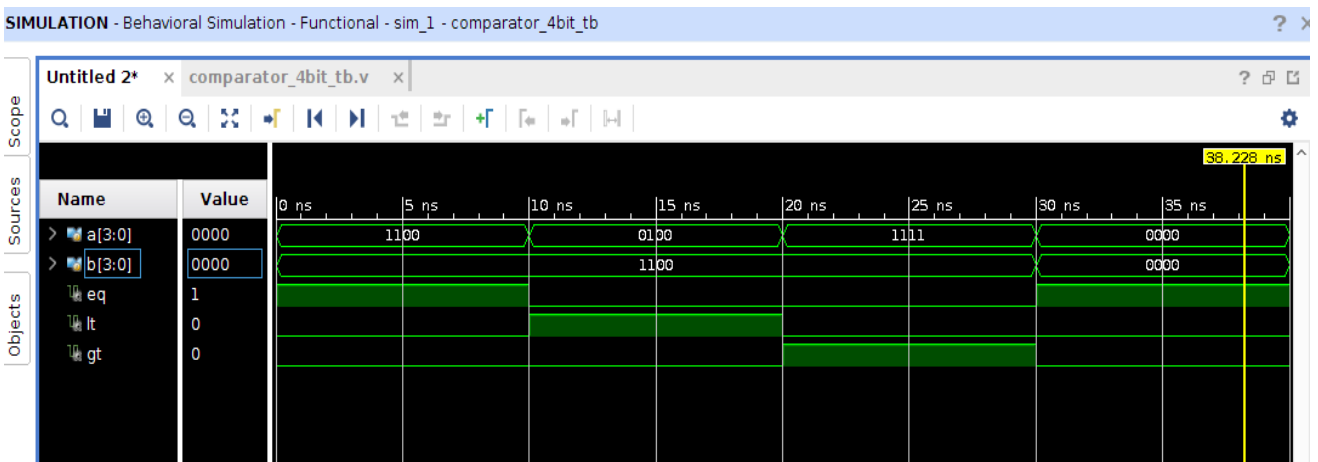 SIMULATION - Behavioral Simulation - Functional - sim_1 - comparator_4bit_tb ? ×
Untitled 2* × comparator_4bit_tb.v × ?
Scope
Sources
Objects
38.228 ns
Name Value 0 ns 5 ns 10 ns 15 ns 20 ns 25 ns 30 ns 35 ns
> a[3:0] 0000 1100 0100 1111 0000
> b[3:0] 0000 1100 0000
eq 1
lt 0
gt 0